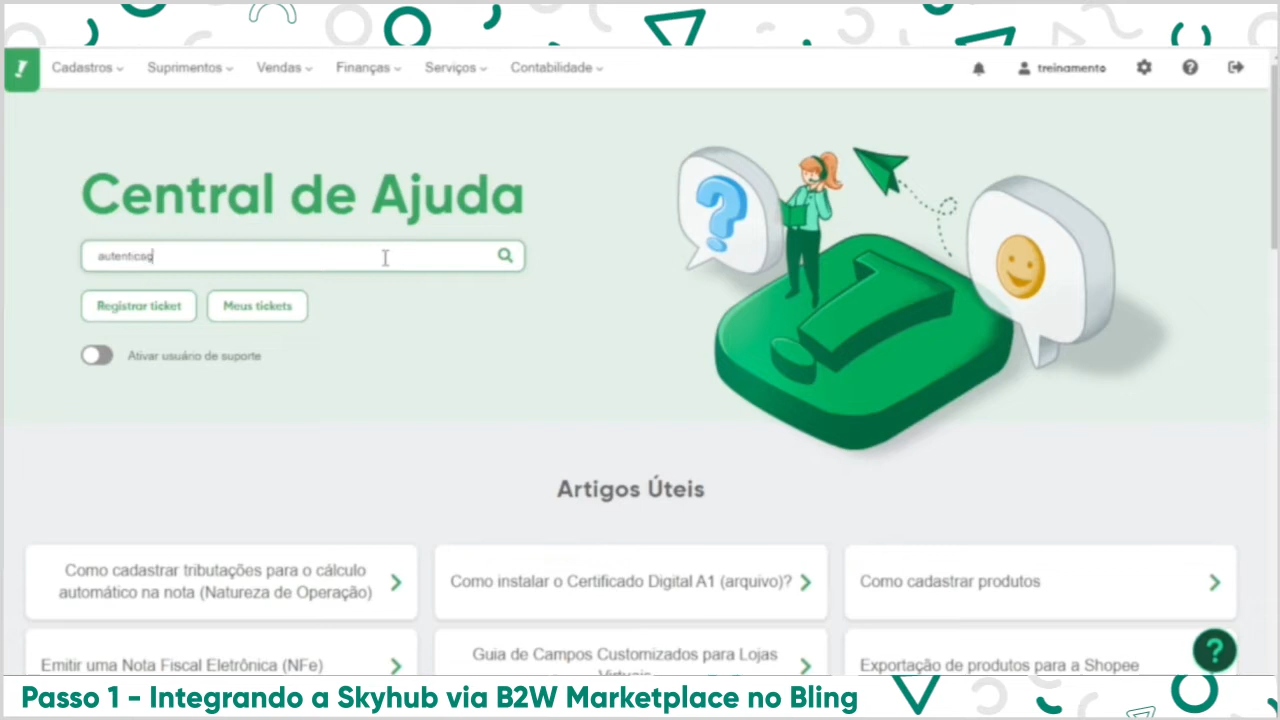 Cadastros Suprimentos Vendas Finanças Serviços Contabilidade treinamento
Central de Ajuda
autenticaç
Registrar ticket Meus tickets
Ativar usuário de suporte
Artigos Úteis
Como cadastrar tributações para o cálculo
automático na nota (Natureza de Operação)
Como instalar o Certificado Digital A1 (arquivo)?
Como cadastrar produtos
Emitir uma Nota Fiscal Eletrônica (NFe)
Guia de Campos Customizados para Lojas
Virtuais
Exportação de produtos para a Shopee
Passo 1 - Integrando a Skyhub via B2W Marketplace no Bling